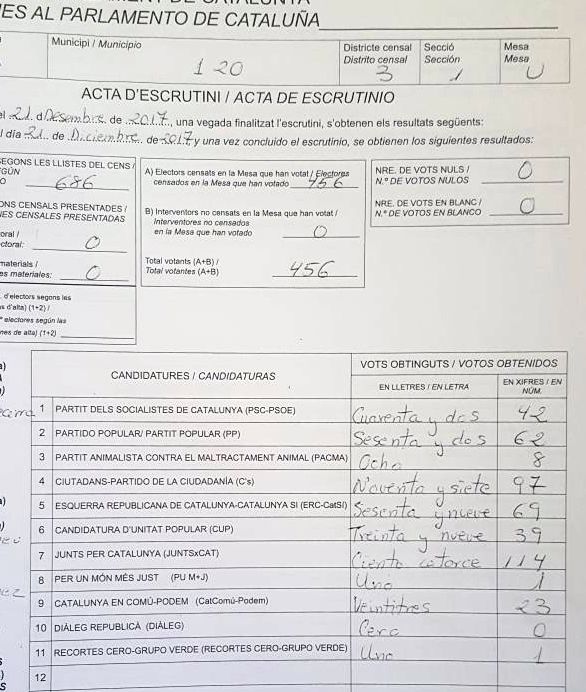 ES AL PARLAMENTO DE CATALUÑA
Municipi / Municipio 120
Districte censal Distrito censal 3
Secció Sección 1
Mesa Mesa U
ACTA D'ESCRUTINI / ACTA DE ESCRUTINIO
el 21 d Desembre de 2017, una vegada finalitzat l'escrutini, s'obtenen els resultats següents:
l día 21 de Diciembre de 2017 y una vez concluido el escrutinio, se obtienen los siguientes resultados:
EGONS LES LLISTES DEL CENS /
GÚN
O 686
A) Electors censats en la Mesa que han votat / Electores
censados en la Mesa que han votado 456
NRE. DE VOTS NULS /
N.º DE VOTOS NULOS 0
ONS CENSALS PRESENTADES /
NES CENSALES PRESENTADAS
B) Interventors no censats en la Mesa que han votat /
Interventores no censados
en la Mesa que han votado 0
NRE. DE VOTS EN BLANC /
N.º DE VOTOS EN BLANCO 0
oral /
ctoral: 0
materials /
es materiales: 0
Total votants (A+B) /
Total votantes (A+B) 456
d'electors segons les
s d'alta) (1+2) /
º electores según las
nes de alta) (1+2)
CANDIDATURES / CANDIDATURAS
VOTS OBTINGUTS / VOTOS OBTENIDOS
EN LLETRES / EN LETRA
EN XIFRES / EN
NÚM.
1 PARTIT DELS SOCIALISTES DE CATALUNYA (PSC-PSOE) Cuarenta y dos 42
2 PARTIDO POPULAR/ PARTIT POPULAR (PP) Sesenta y dos 62
3 PARTIT ANIMALISTA CONTRA EL MALTRACTAMENT ANIMAL (PACMA) Ocho 8
4 CIUTADANS-PARTIDO DE LA CIUDADANÍA (C's) Noventa y siete 97
5 ESQUERRA REPUBLICANA DE CATALUNYA-CATALUNYA SÍ (ERC-CatSí) Sesenta y nueve 69
6 CANDIDATURA D'UNITAT POPULAR (CUP) Treinta y nueve 39
7 JUNTS PER CATALUNYA (JUNTSxCAT) Ciento catorce 114
8 PER UN MÓN MÉS JUST (PU M+J) Uno 1
9 CATALUNYA EN COMÚ-PODEM (CatComú-Podem) Veintitres 23
10 DIÀLEG REPUBLICÀ (DIÀLEG) Cero 0
11 RECORTES CERO-GRUPO VERDE (RECORTES CERO-GRUPO VERDE) Uno 1
12